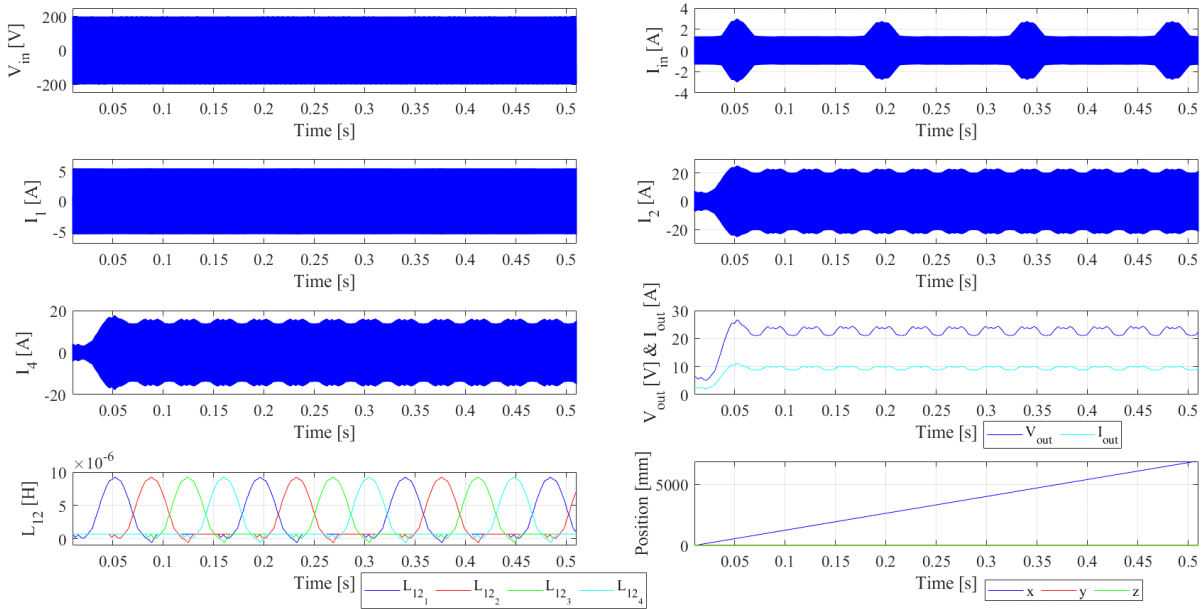 V_in [V]
200
0
-200
0.05 0.1 0.15 0.2 0.25 0.3 0.35 0.4 0.45 0.5
Time [s]
I_in [A]
4
2
0
-2
-4
0.05 0.1 0.15 0.2 0.25 0.3 0.35 0.4 0.45 0.5
Time [s]
I_1 [A]
5
0
-5
0.05 0.1 0.15 0.2 0.25 0.3 0.35 0.4 0.45 0.5
Time [s]
I_2 [A]
20
0
-20
0.05 0.1 0.15 0.2 0.25 0.3 0.35 0.4 0.45 0.5
Time [s]
I_4 [A]
20
0
-20
0.05 0.1 0.15 0.2 0.25 0.3 0.35 0.4 0.45 0.5
Time [s]
V_out [V] & I_out [A]
30
20
10
0
0.05 0.1 0.15 0.2 0.25 0.3 0.35 0.4 0.45 0.5
Time [s]
V_out I_out
L_12 [H]
×10^-6
10
5
0
0.05 0.1 0.15 0.2 0.25 0.3 0.35 0.4 0.45 0.5
Time [s]
L_12_1 L_12_2 L_12_3 L_12_4
Position [mm]
5000
0
0.05 0.1 0.15 0.2 0.25 0.3 0.35 0.4 0.45 0.5
Time [s]
x y z